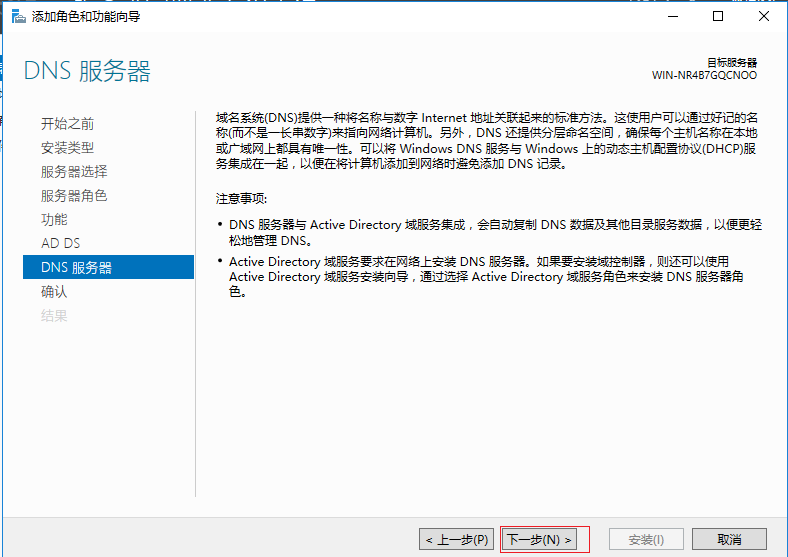 添加角色和功能向导
DNS 服务器
目标服务器
WIN-NR4B7GQCNOO
开始之前
安装类型
服务器选择
服务器角色
功能
AD DS
DNS 服务器
确认
结果
域名系统(DNS)提供一种将名称与数字 Internet 地址关联起来的标准方法。这使用户可以通过好记的名
称(而不是一长串数字)来指向网络计算机。另外，DNS 还提供分层命名空间，确保每个主机名称在本地
或广域网上都具有唯一性。可以将 Windows DNS 服务与 Windows 上的动态主机配置协议(DHCP)服
务集成在一起，以便在将计算机添加到网络时避免添加 DNS 记录。
注意事项:
• DNS 服务器与 Active Directory 域服务集成，会自动复制 DNS 数据及其他目录服务数据，以便更轻
松地管理 DNS。
• Active Directory 域服务要求在网络上安装 DNS 服务器。如果要安装域控制器，则还可以使用
Active Directory 域服务安装向导，通过选择 Active Directory 域服务角色来安装 DNS 服务器角
色。
< 上一步(P)
下一步(N) >
安装(I)
取消